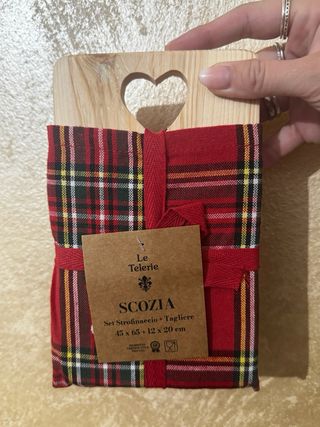 Le
Telerie
SCOZIA
Set Strofinaccio + Tagliere
45 x 65 + 12 x 20 cm